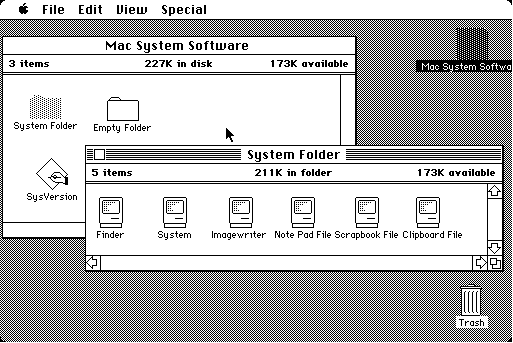 File Edit View Special
Mac System Software
3 items 227K in disk 173K available
Mac System Softwa
System Folder
Empty Folder
SysVersion
System Folder
5 items 211K in folder 173K available
Finder System Imagewriter Note Pad File Scrapbook File Clipboard File
Trash